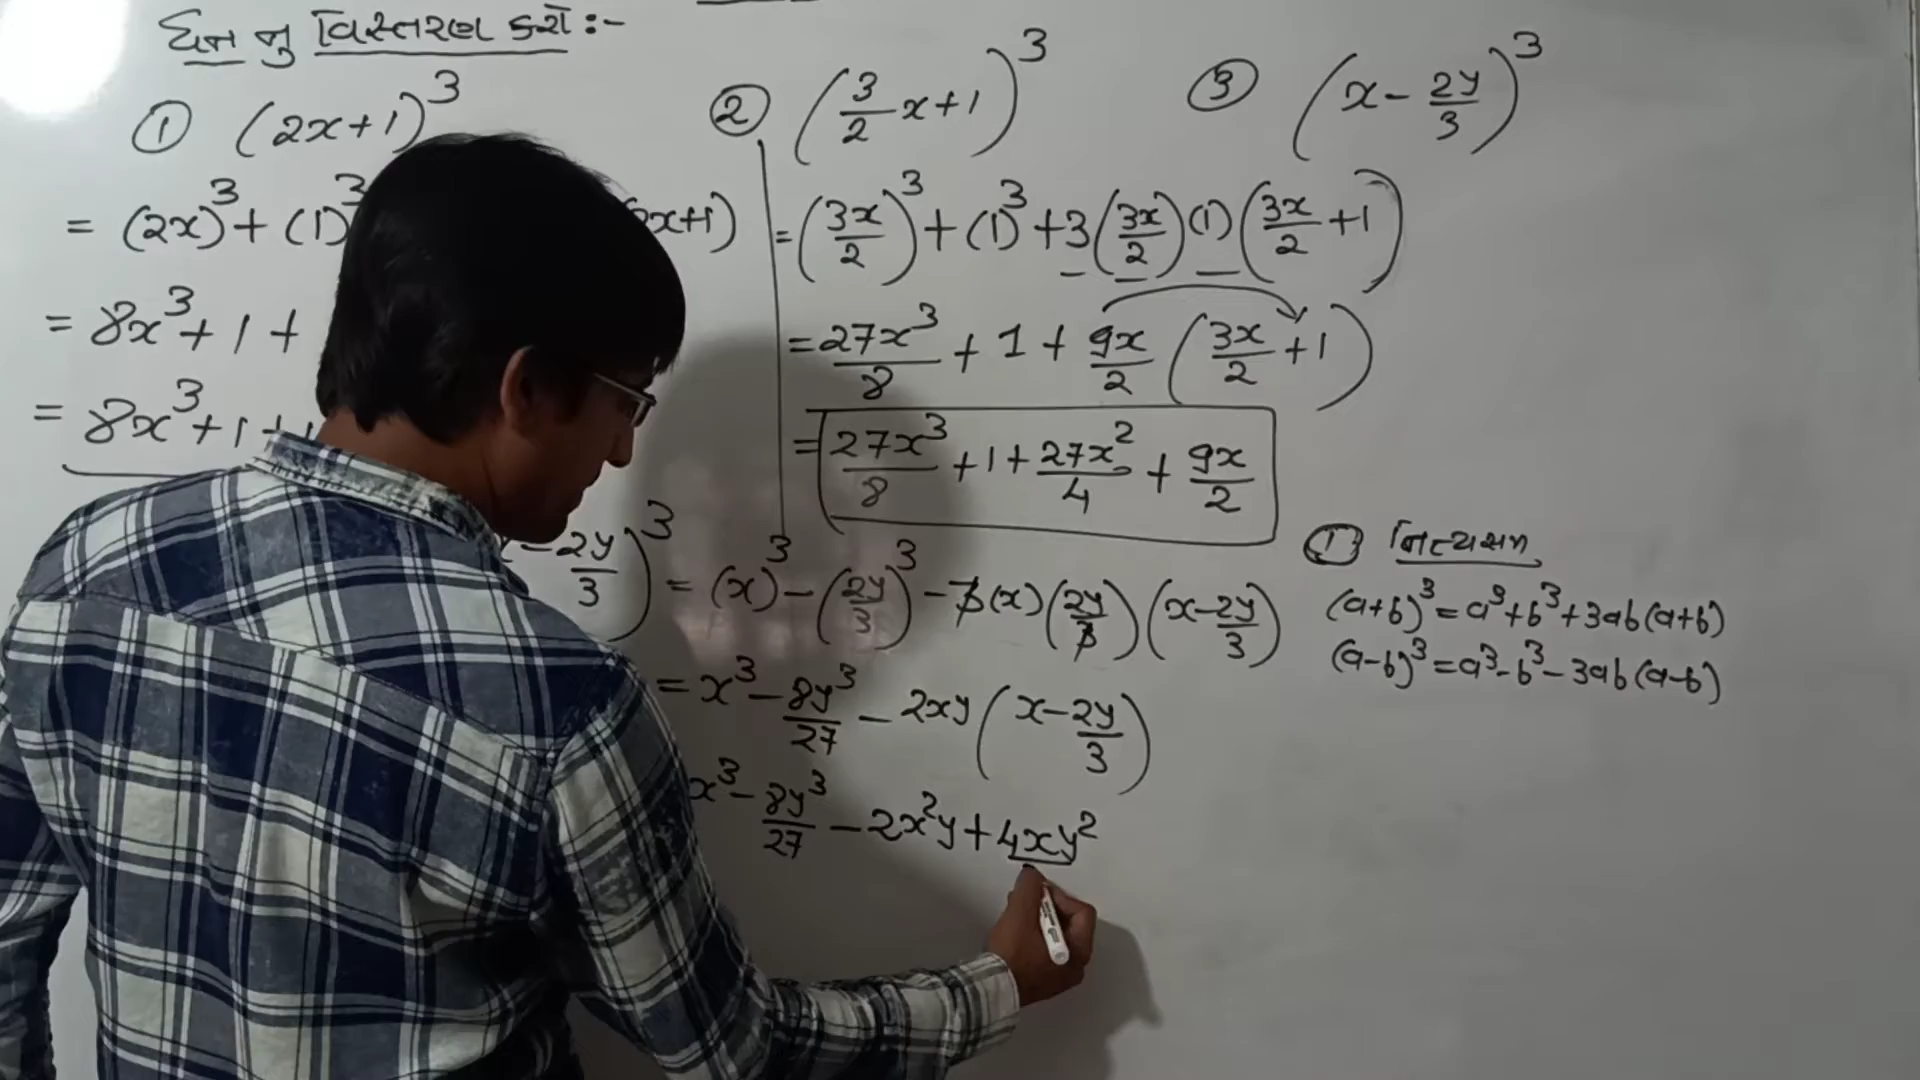 ઘન નુ વિસ્તરણ કરો :-
① (2x+1)³
= (2x)³ + (1)³ 2x+1)
= 8x³ + 1 +
= 8x³ + 1 +
② (3/2 x+1)³
= (3x/2)³ + (1)³ + 3(3x/2)(1)(3x/2 + 1)
= 27x³/8 + 1 + 9x/2 (3x/2 + 1)
= 27x³/8 + 1 + 27x²/4 + 9x/2
③ (x - 2y/3)³
- 2y/3)³ = (x)³ - (2y/3)³ - 3(x)(2y/3)(x - 2y/3)
= x³ - 8y³/27 - 2xy(x - 2y/3)
x³ - 8y³/27 - 2x²y + 4xy²
① નિત્યસમ
(a+b)³ = a³+b³+3ab(a+b)
(a-b)³ = a³-b³-3ab(a-b)